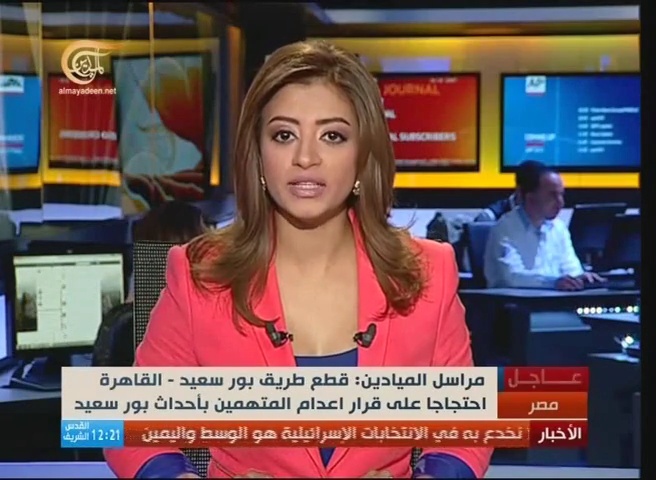 الميادين
almayadeen.net
JOURNAL
SUBSCRIBERS
عاجل
مصر
مراسل الميادين: قطع طريق بور سعيد - القاهرة
احتجاجا على قرار اعدام المتهمين بأحداث بور سعيد
الأخبار
تخدع به في الانتخابات الاسرائيلية هو الوسط واليمين
القدس
الشريف 12:21